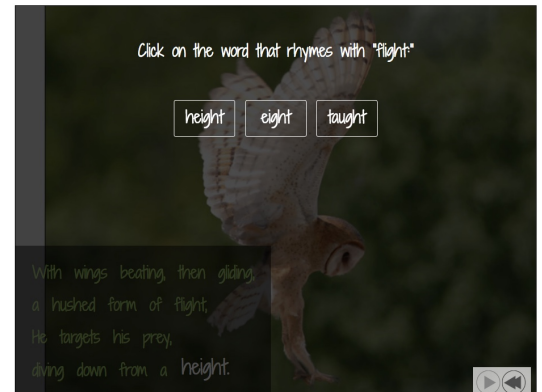 Click on the word that rhymes with "flight:"
height
eight
taught
With wings beating, then gliding,
a hushed form of flight,
He targets his prey,
diving down from a height.